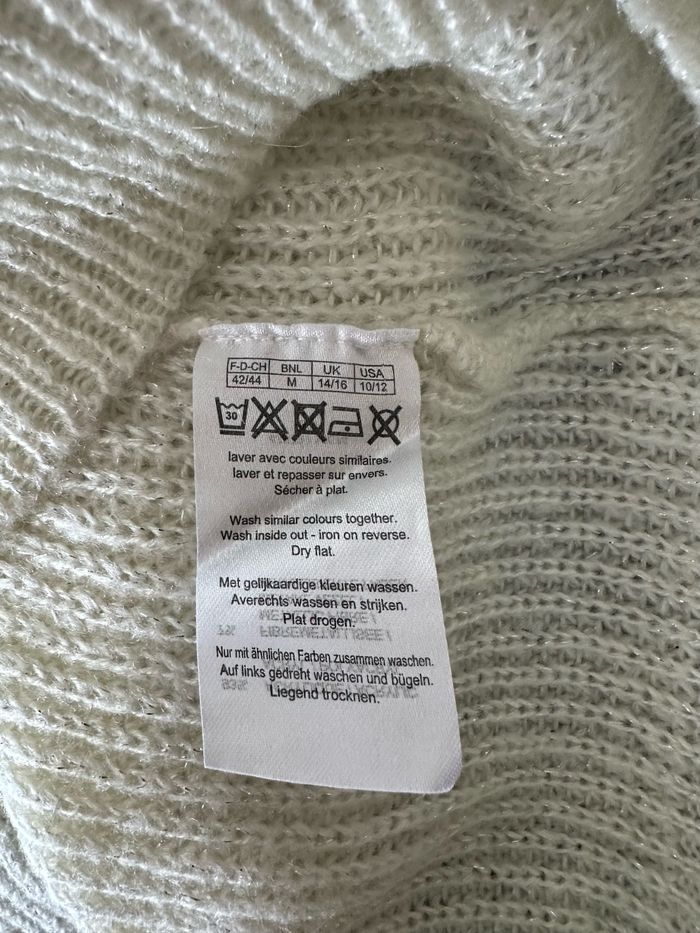 F-D-CH BNL UK USA
42/44 M 14/16 10/12
30
laver avec couleurs similaires.
laver et repasser sur envers.
Sécher à plat.
Wash similar colours together.
Wash inside out - iron on reverse.
Dry flat.
Met gelijkaardige kleuren wassen.
Averechts wassen en strijken.
Plat drogen.
Nur mit ähnlichen Farben zusammen waschen.
Auf links gedreht waschen und bügeln.
Liegend trocknen.